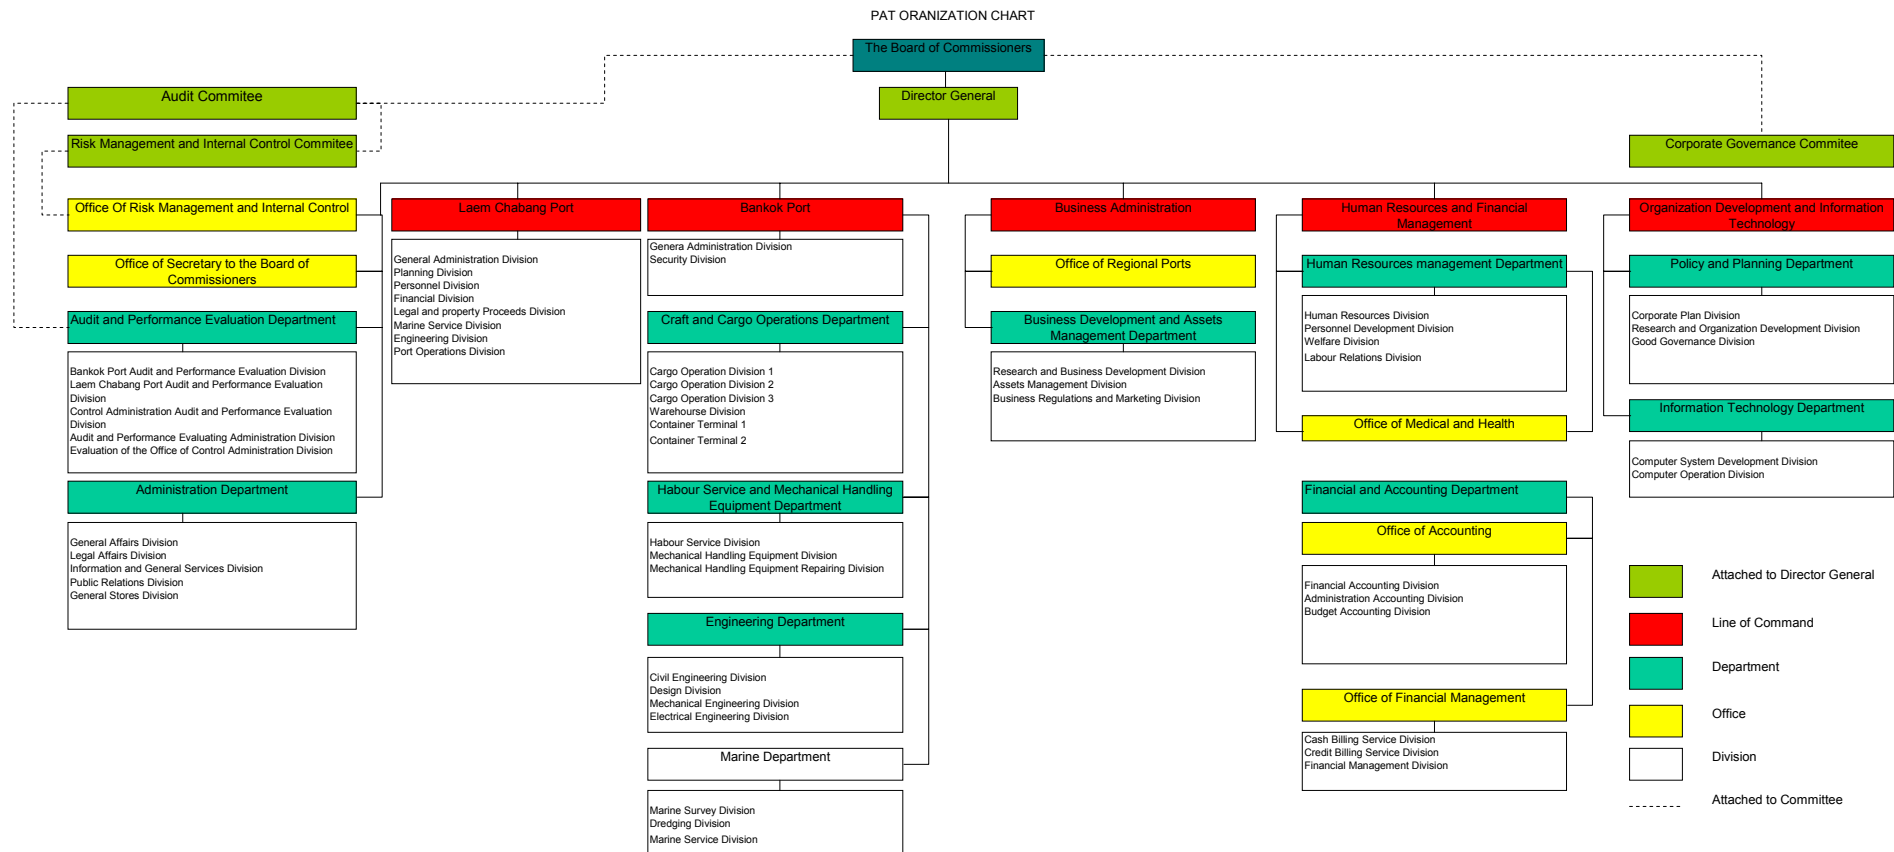 PAT ORANIZATION CHART
The Board of Commissioners
Director General
Audit Commitee
Risk Management and Internal Control Commitee
Corporate Governance Commitee
Office Of Risk Management and Internal Control
Office of Secretary to the Board of
Commissioners
Audit and Performance Evaluation Department
Bankok Port Audit and Performance Evaluation Division
Laem Chabang Port Audit and Performance Evaluation
Division
Control Administration Audit and Performance Evaluation
Division
Audit and Performance Evaluating Administration Division
Evaluation of the Office of Control Administration Division
Administration Department
General Affairs Division
Legal Affairs Division
Information and General Services Division
Public Relations Division
General Stores Division
Laem Chabang Port
General Administration Division
Planning Division
Personnel Division
Financial Division
Legal and property Proceeds Division
Marine Service Division
Engineering Division
Port Operations Division
Bankok Port
Genera Administration Division
Security Division
Craft and Cargo Operations Department
Cargo Operation Division 1
Cargo Operation Division 2
Cargo Operation Division 3
Warehourse Division
Container Terminal 1
Container Terminal 2
Habour Service and Mechanical Handling
Equipment Department
Habour Service Division
Mechanical Handling Equipment Division
Mechanical Handling Equipment Repairing Division
Engineering Department
Civil Engineering Division
Design Division
Mechanical Engineering Division
Electrical Engineering Division
Marine Department
Marine Survey Division
Dredging Division
Marine Service Division
Business Administration
Office of Regional Ports
Business Development and Assets
Management Department
Research and Business Development Division
Assets Management Division
Business Regulations and Marketing Division
Human Resources and Financial
Management
Human Resources management Department
Human Resources Division
Personnel Development Division
Welfare Division
Labour Relations Division
Office of Medical and Health
Financial and Accounting Department
Office of Accounting
Financial Accounting Division
Administration Accounting Division
Budget Accounting Division
Office of Financial Management
Cash Billing Service Division
Credit Billing Service Division
Financial Management Division
Organization Development and Information
Technology
Policy and Planning Department
Corporate Plan Division
Research and Organization Development Division
Good Governance Division
Information Technology Department
Computer System Development Division
Computer Operation Division
Attached to Director General
Line of Command
Department
Office
Division
Attached to Committee